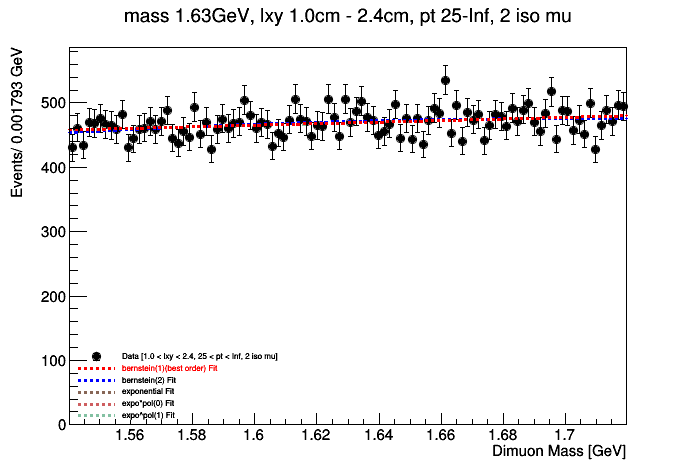 mass 1.63GeV, lxy 1.0cm - 2.4cm, pt 25-Inf, 2 iso mu
Events/ 0.001793 GeV
500
400
300
200
100
0
Data [1.0 < lxy < 2.4, 25 < pt < Inf, 2 iso mu]
bernstein(1)(best order) Fit
bernstein(2) Fit
exponential Fit
expo*pol(0) Fit
expo*pol(1) Fit
1.56 1.58 1.6 1.62 1.64 1.66 1.68 1.7
Dimuon Mass [GeV]